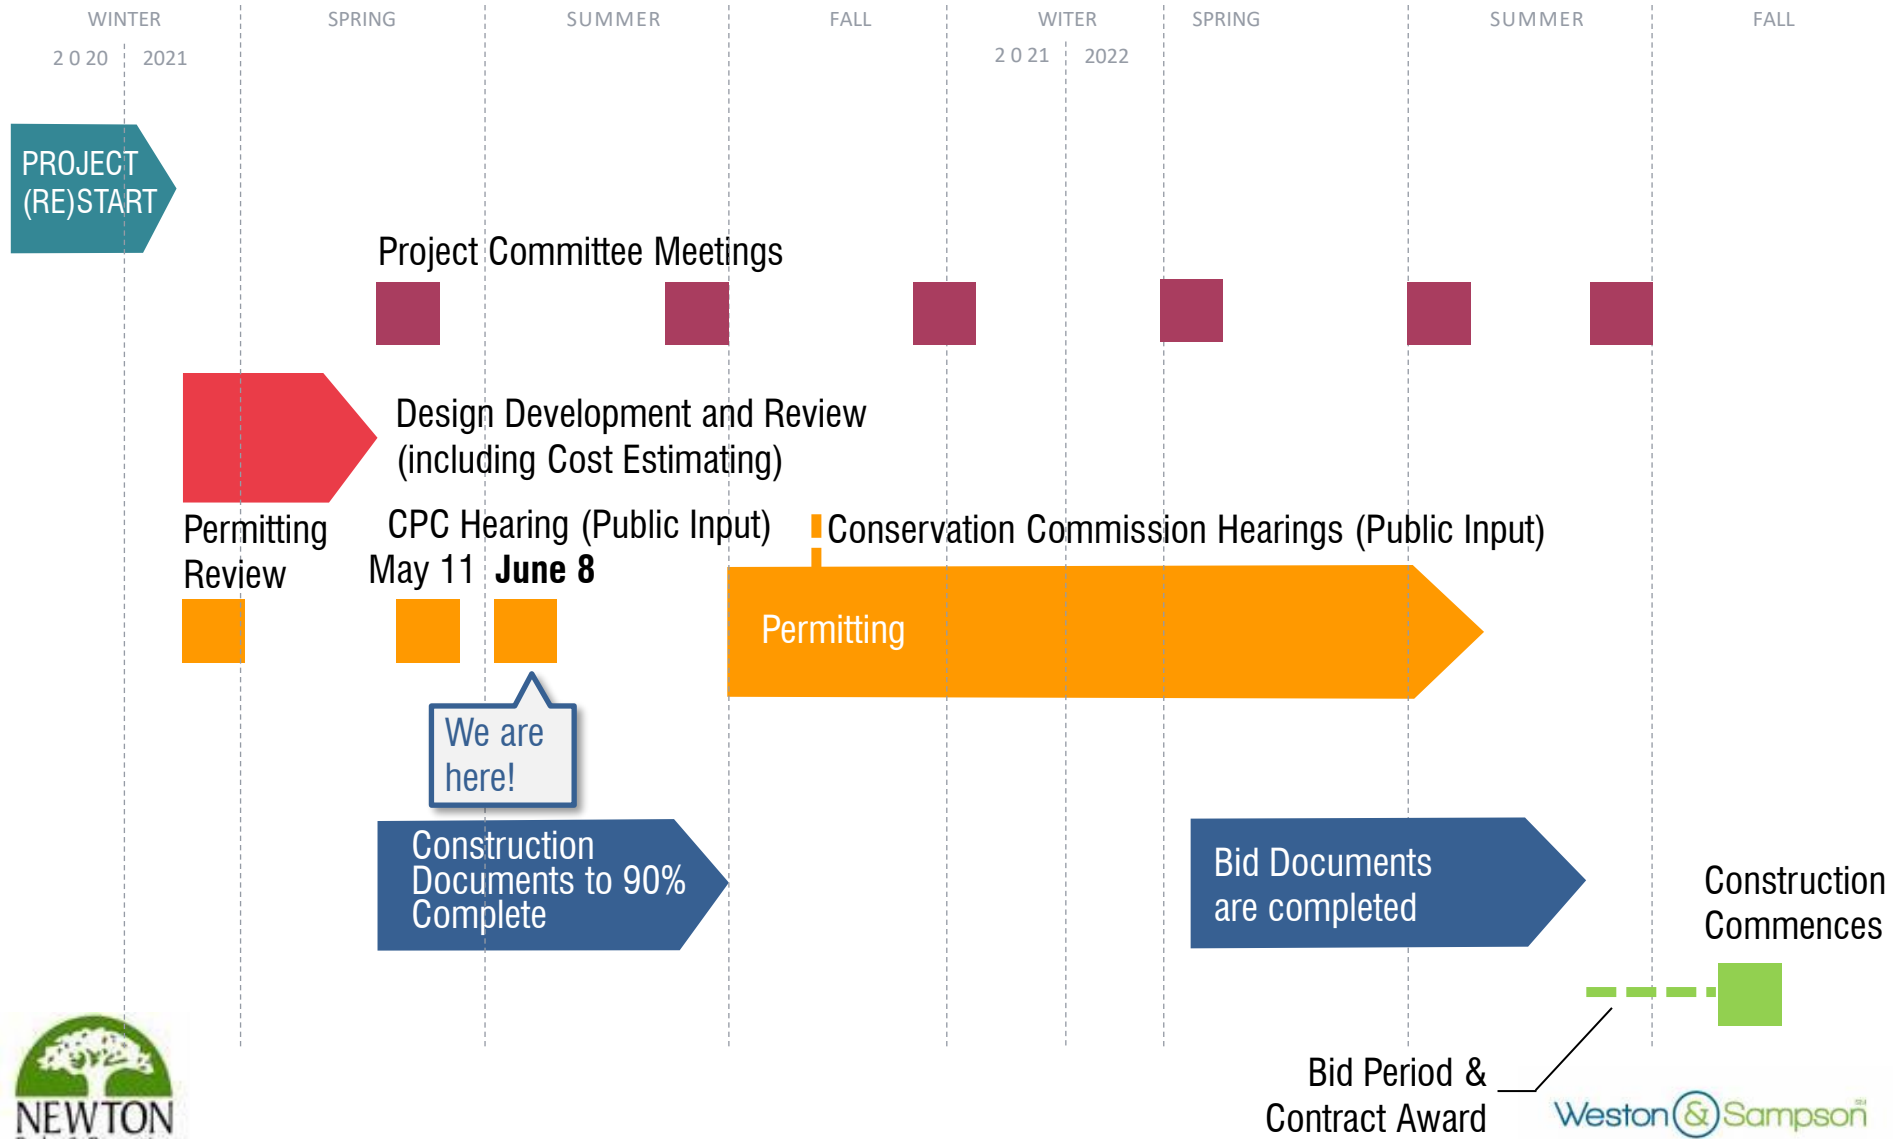 WINTER
SPRING
SUMMER
FALL
WITER
SPRING
SUMMER
FALL
2020
2021
2021
2022
PROJECT
(RE)START
Project Committee Meetings
Design Development and Review
(including Cost Estimating)
Permitting
Review
CPC Hearing (Public Input)
May 11 June 8
Conservation Commission Hearings (Public Input)
Permitting
We are
here!
Construction
Documents to 90%
Complete
Bid Documents
are completed
Construction
Commences
Bid Period &
Contract Award
NEWTON
Weston & Sampson